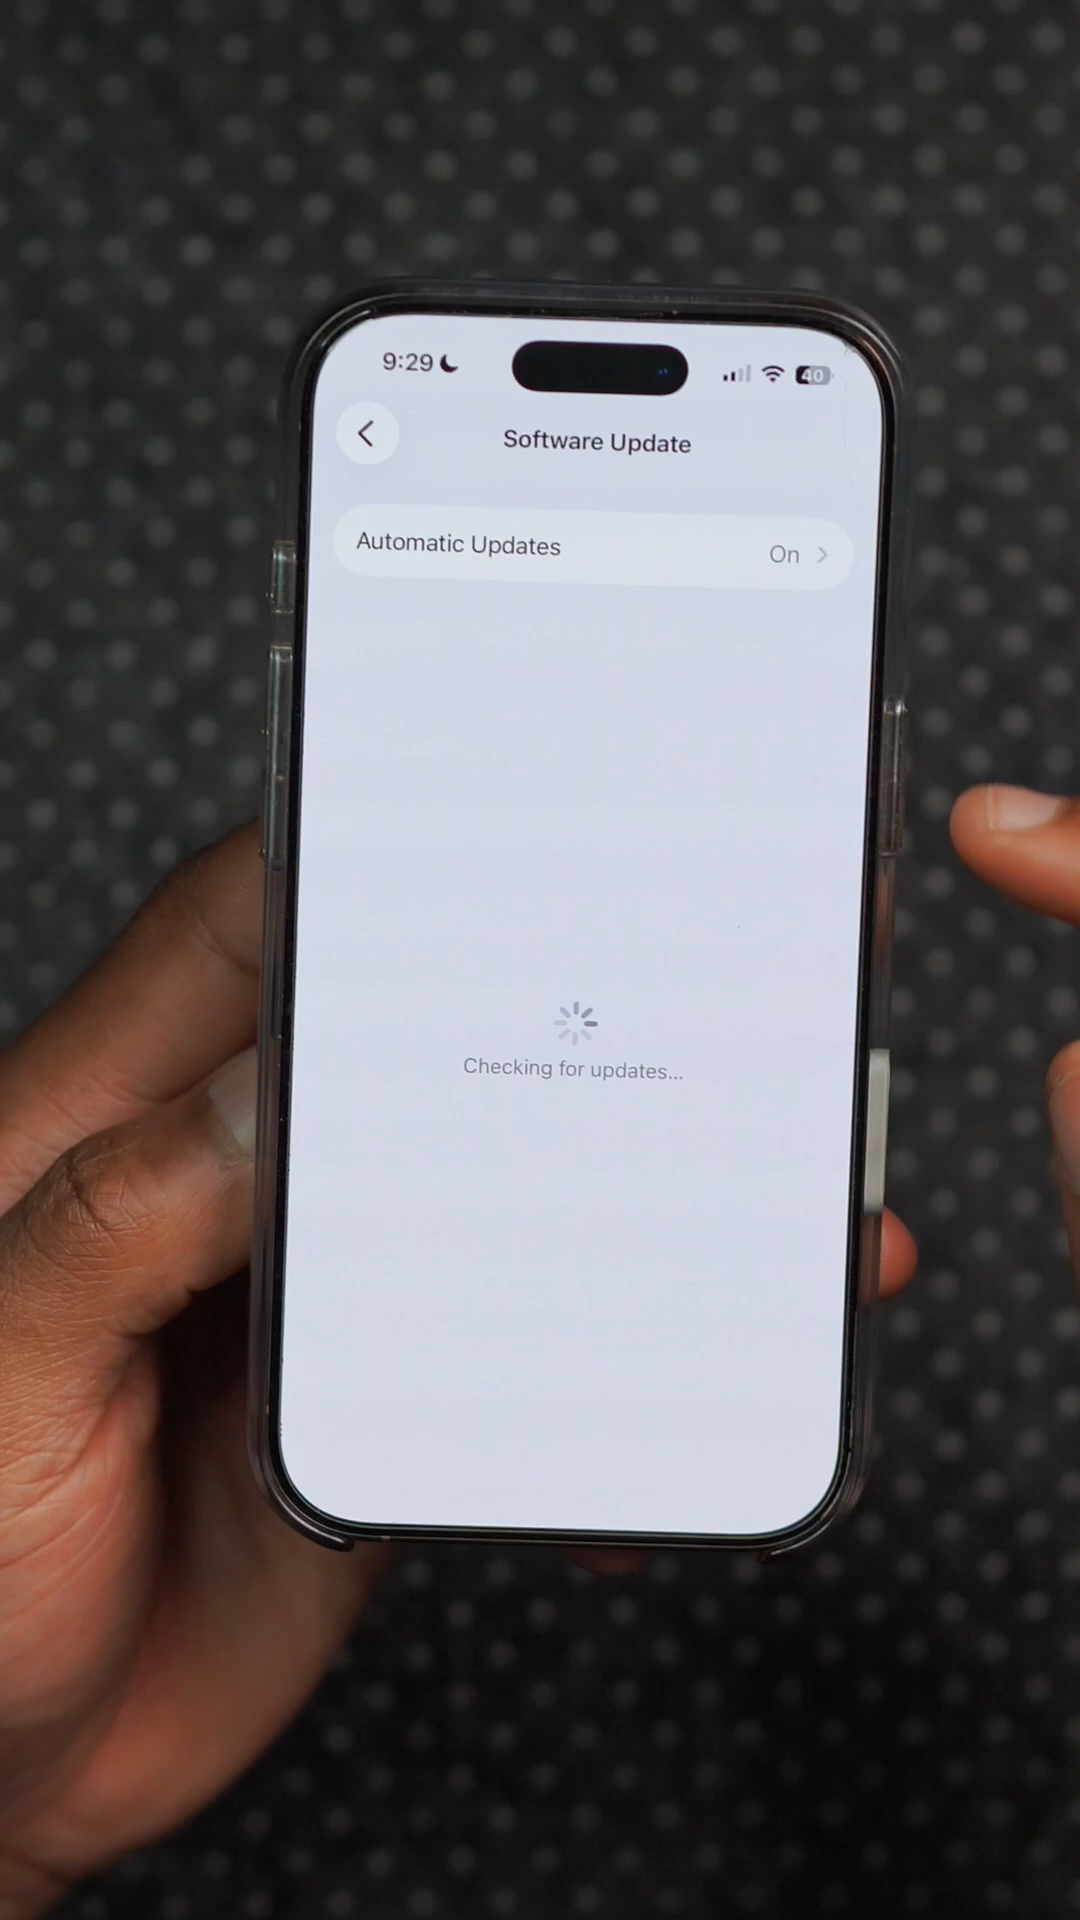 9:29
40
Software Update
Automatic Updates
On
Checking for updates...